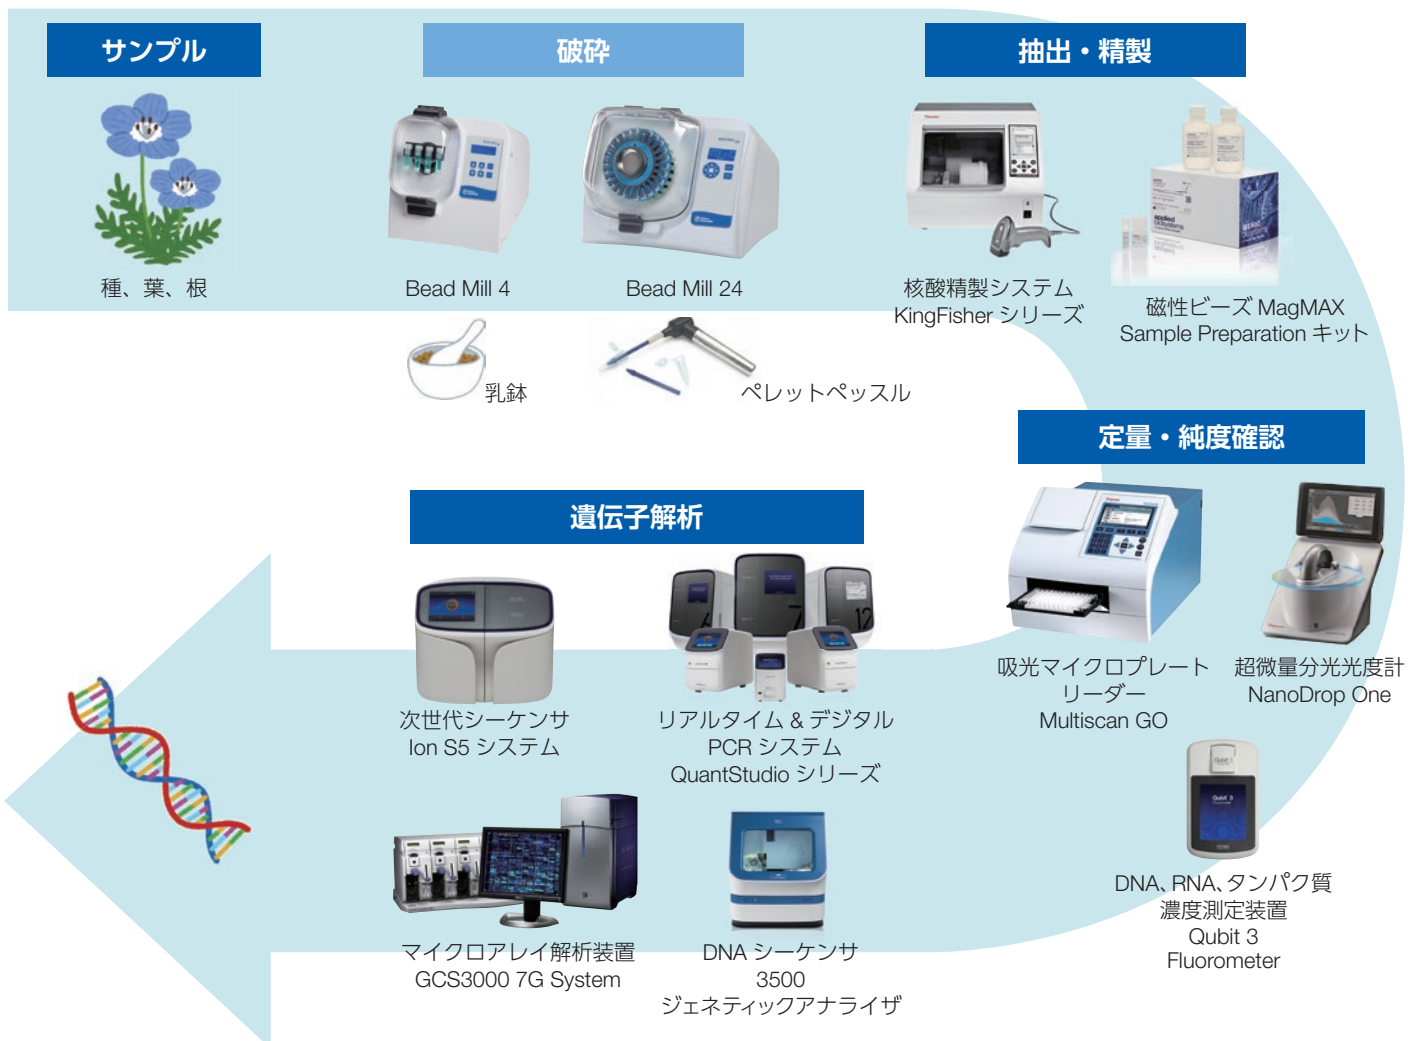 サンプル
破砕
抽出・精製
種、葉、根
Bead Mill 4
Bead Mill 24
核酸精製システム
KingFisher シリーズ
applied
biosystems
磁性ビーズ MagMAX
Sample Preparation キット
乳鉢
ペレットペッスル
定量・純度確認
吸光マイクロプレート
リーダー
Multiscan GO
超微量分光光度計
NanoDrop One
Qubit 3
DNA、RNA、タンパク質
濃度測定装置
Qubit 3
Fluorometer
遺伝子解析
6
7
12
次世代シーケンサ
Ion S5 システム
リアルタイム & デジタル
PCR システム
QuantStudio シリーズ
マイクロアレイ解析装置
GCS3000 7G System
DNA シーケンサ
3500
ジェネティックアナライザ